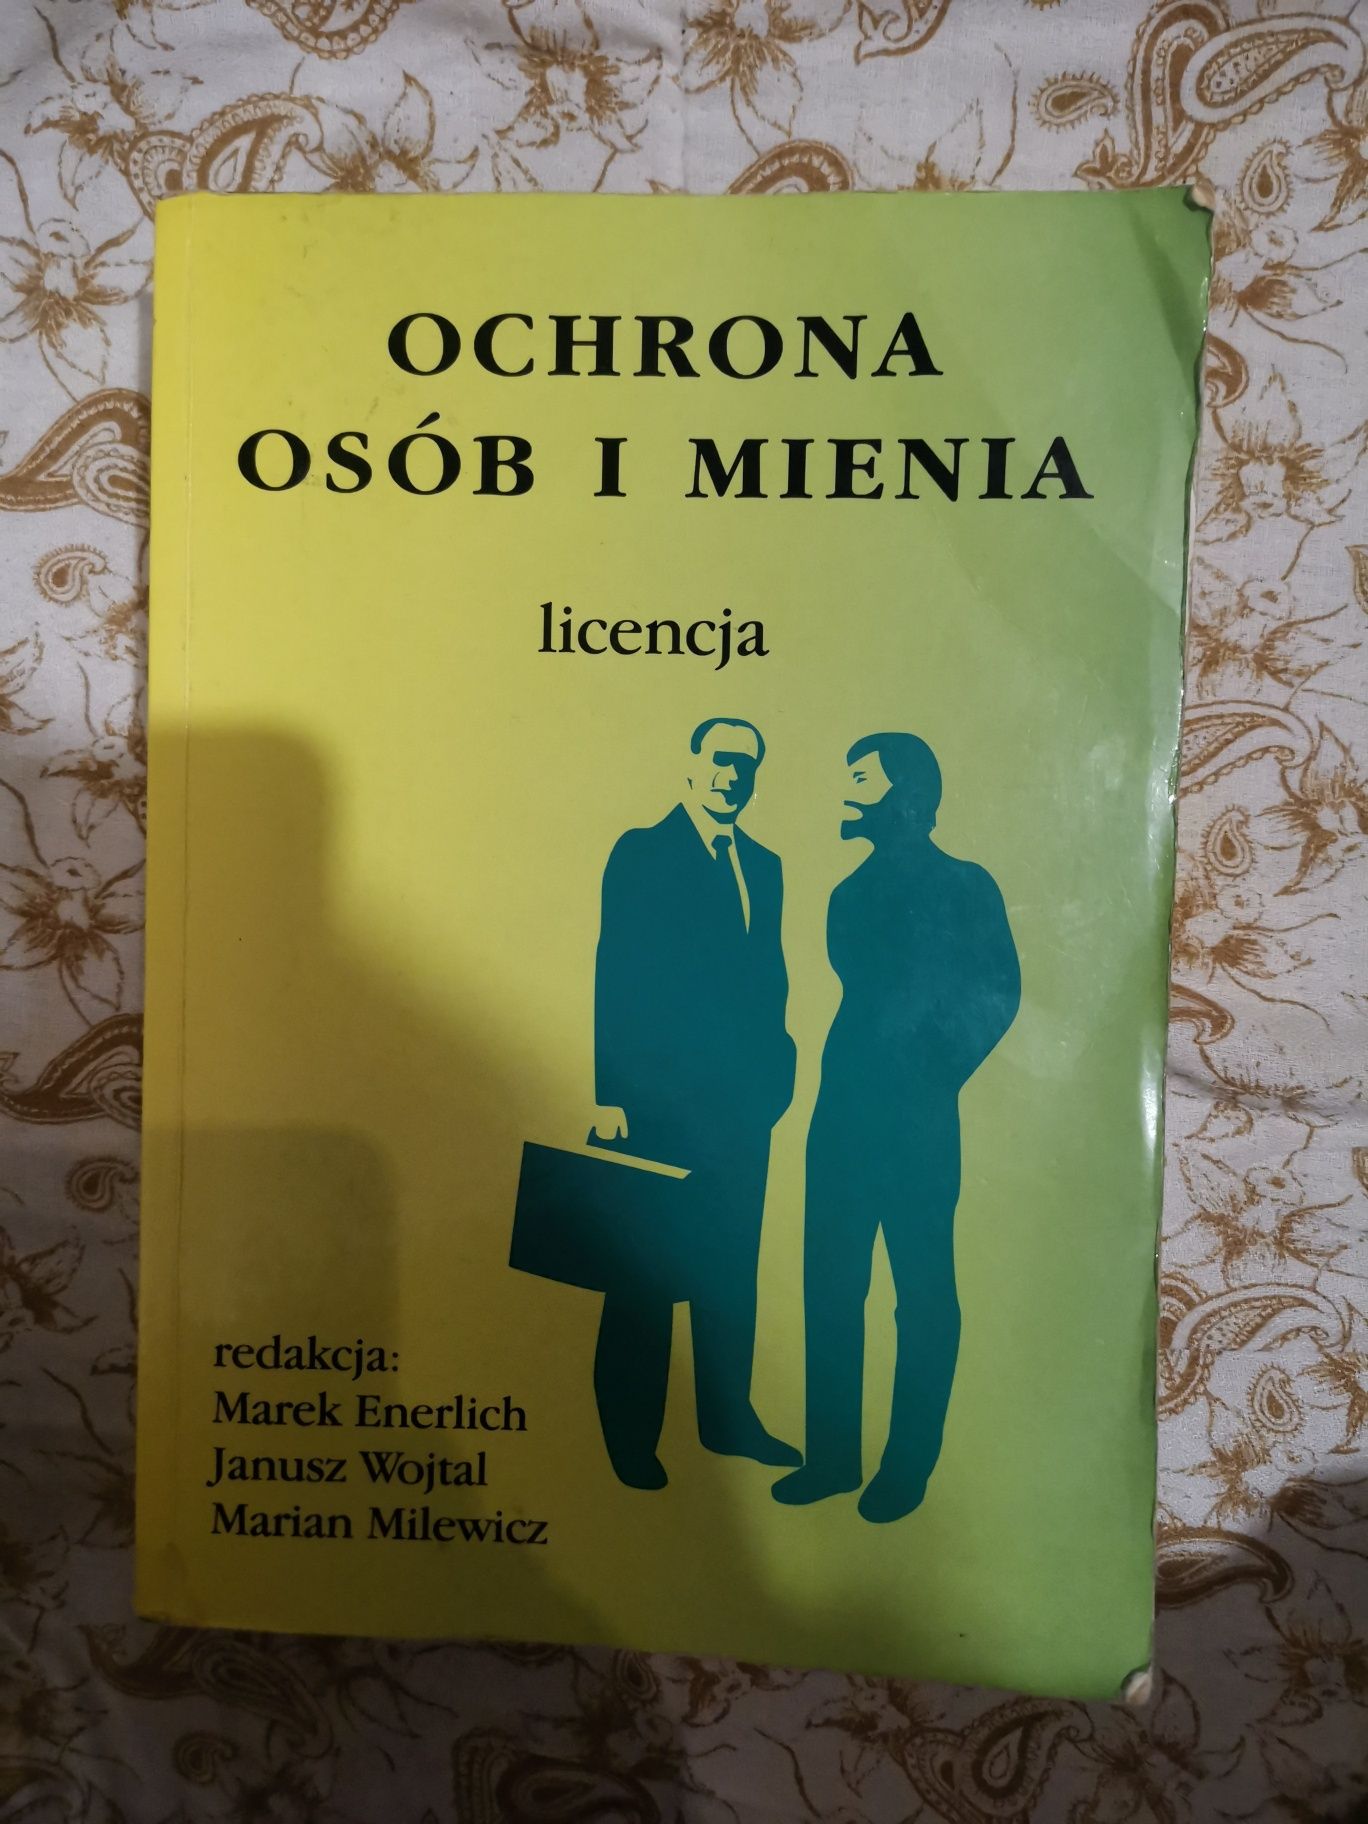 OCHRONA
OSÓB I MIENIA
licencja
redakcja:
Marek Enerlich
Janusz Wojtal
Marian Milewicz